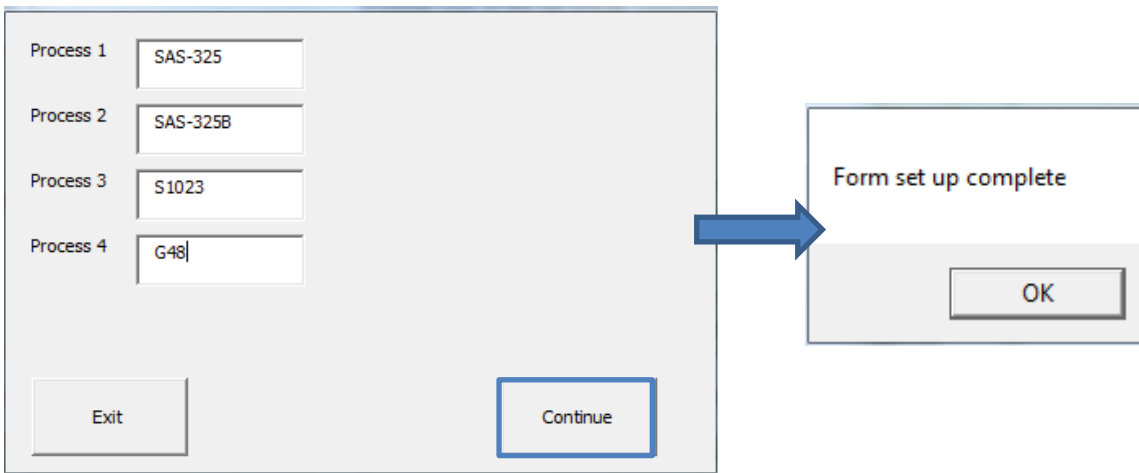 Process 1 SAS-325
Process 2 SAS-325B
Process 3 S1023
Process 4 G48
Exit Continue
Form set up complete
OK